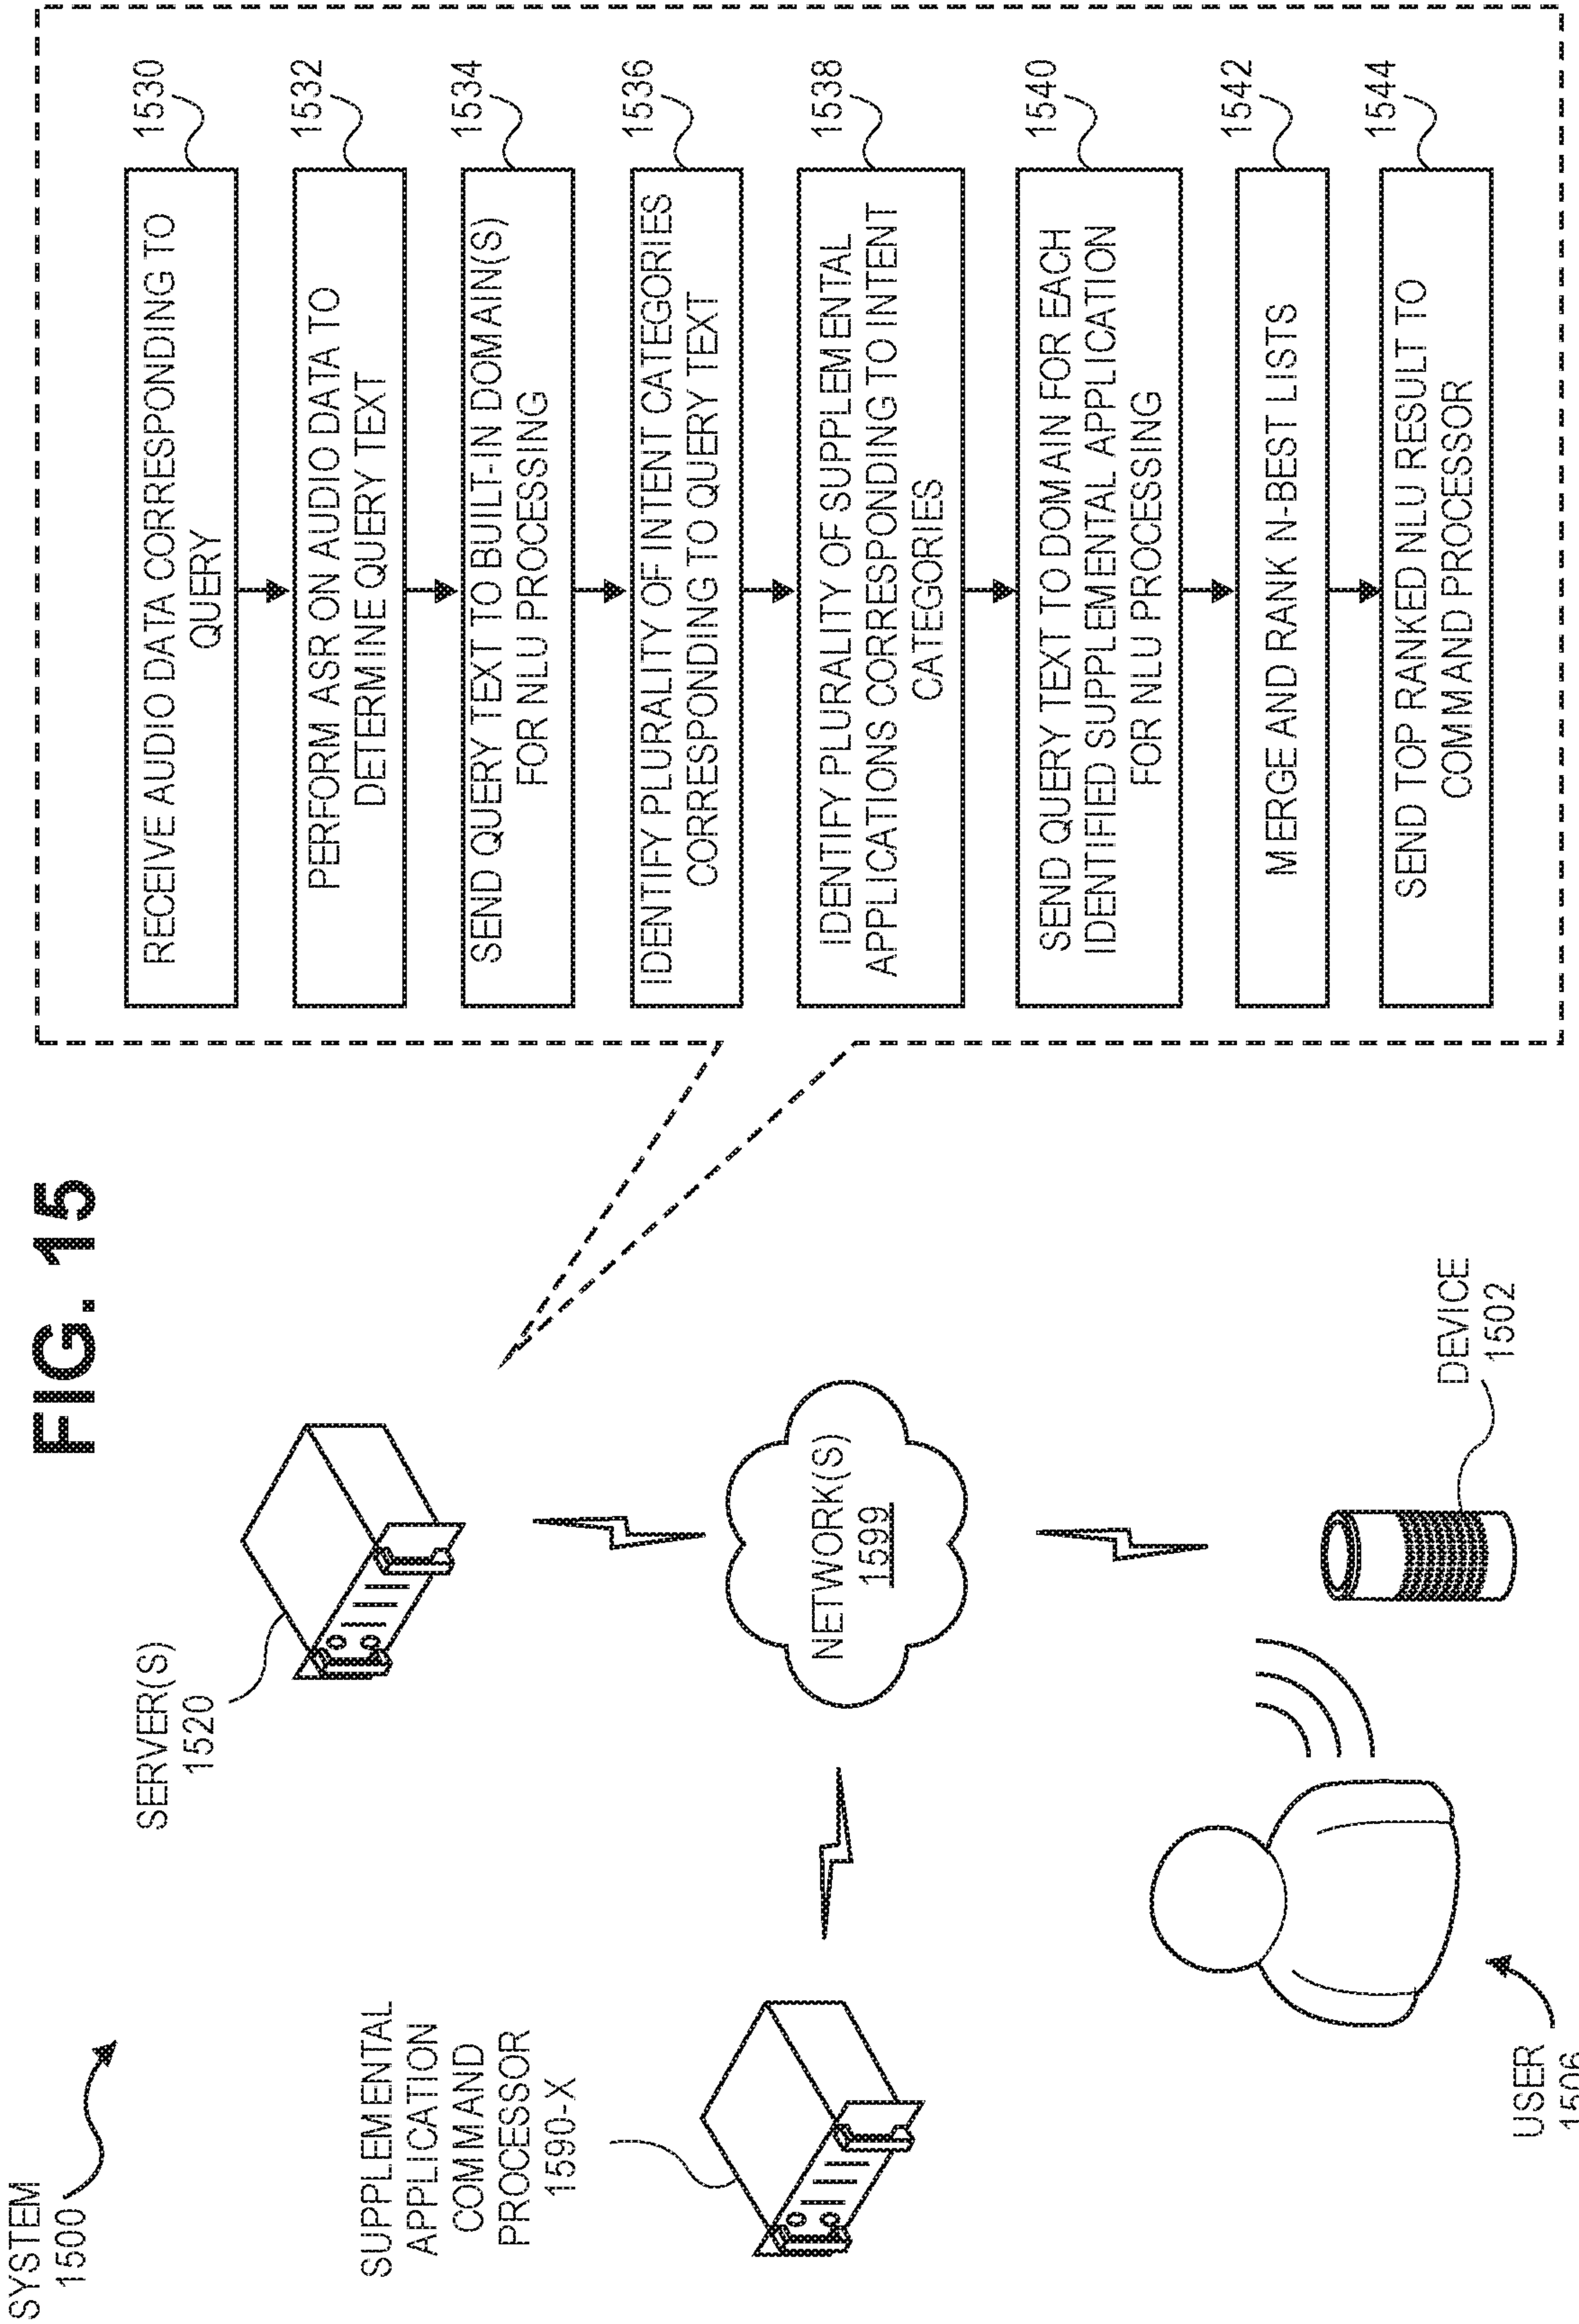 FIG. 15
SYSTEM
1500
SERVER(S)
1520
SUPPLEMENTAL
APPLICATION
COMMAND
PROCESSOR
1590-X
NETWORK(S)
1599
USER
1506
DEVICE
1502
RECEIVE AUDIO DATA CORRESPONDING TO
QUERY
1530
PERFORM ASR ON AUDIO DATA TO
DETERMINE QUERY TEXT
1532
SEND QUERY TEXT TO BUILT-IN DOMAIN(S)
FOR NLU PROCESSING
1534
IDENTIFY PLURALITY OF INTENT CATEGORIES
CORRESPONDING TO QUERY TEXT
1536
IDENTIFY PLURALITY OF SUPPLEMENTAL
APPLICATIONS CORRESPONDING TO INTENT
CATEGORIES
1538
SEND QUERY TEXT TO DOMAIN FOR EACH
IDENTIFIED SUPPLEMENTAL APPLICATION
FOR NLU PROCESSING
1540
MERGE AND RANK N-BEST LISTS
1542
SEND TOP RANKED NLU RESULT TO
COMMAND PROCESSOR
1544